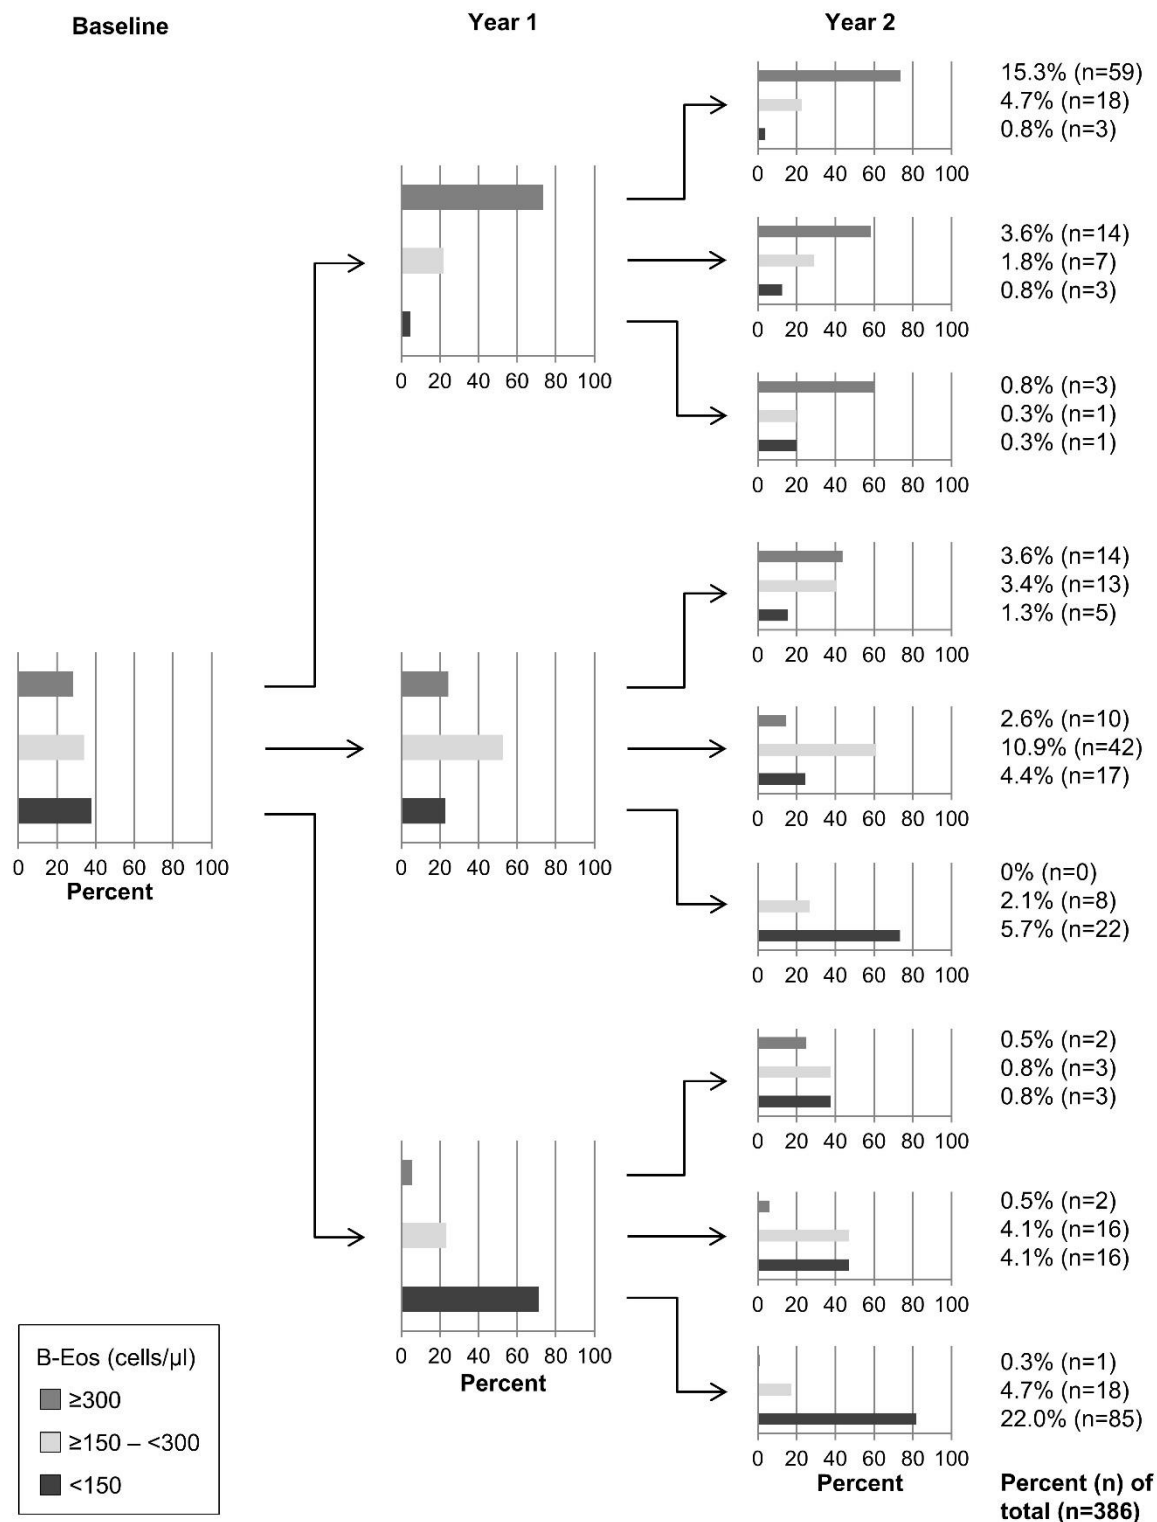 Baseline
Year 1
Year 2
15.3% (n=59)
4.7% (n=18)
0.8% (n=3)
0 20 40 60 80 100
3.6% (n=14)
1.8% (n=7)
0.8% (n=3)
0 20 40 60 80 100
0 20 40 60 80 100
0.8% (n=3)
0.3% (n=1)
0.3% (n=1)
0 20 40 60 80 100
3.6% (n=14)
3.4% (n=13)
1.3% (n=5)
0 20 40 60 80 100
2.6% (n=10)
10.9% (n=42)
4.4% (n=17)
0 20 40 60 80 100
0 20 40 60 80 100
Percent
0 20 40 60 80 100
0% (n=0)
2.1% (n=8)
5.7% (n=22)
0 20 40 60 80 100
0.5% (n=2)
0.8% (n=3)
0.8% (n=3)
0 20 40 60 80 100
0.5% (n=2)
4.1% (n=16)
4.1% (n=16)
0 20 40 60 80 100
0 20 40 60 80 100
Percent
0.3% (n=1)
4.7% (n=18)
22.0% (n=85)
0 20 40 60 80 100
Percent
Percent (n) of
total (n=386)
B-Eos (cells/µl)
≥300
≥150 – <300
<150